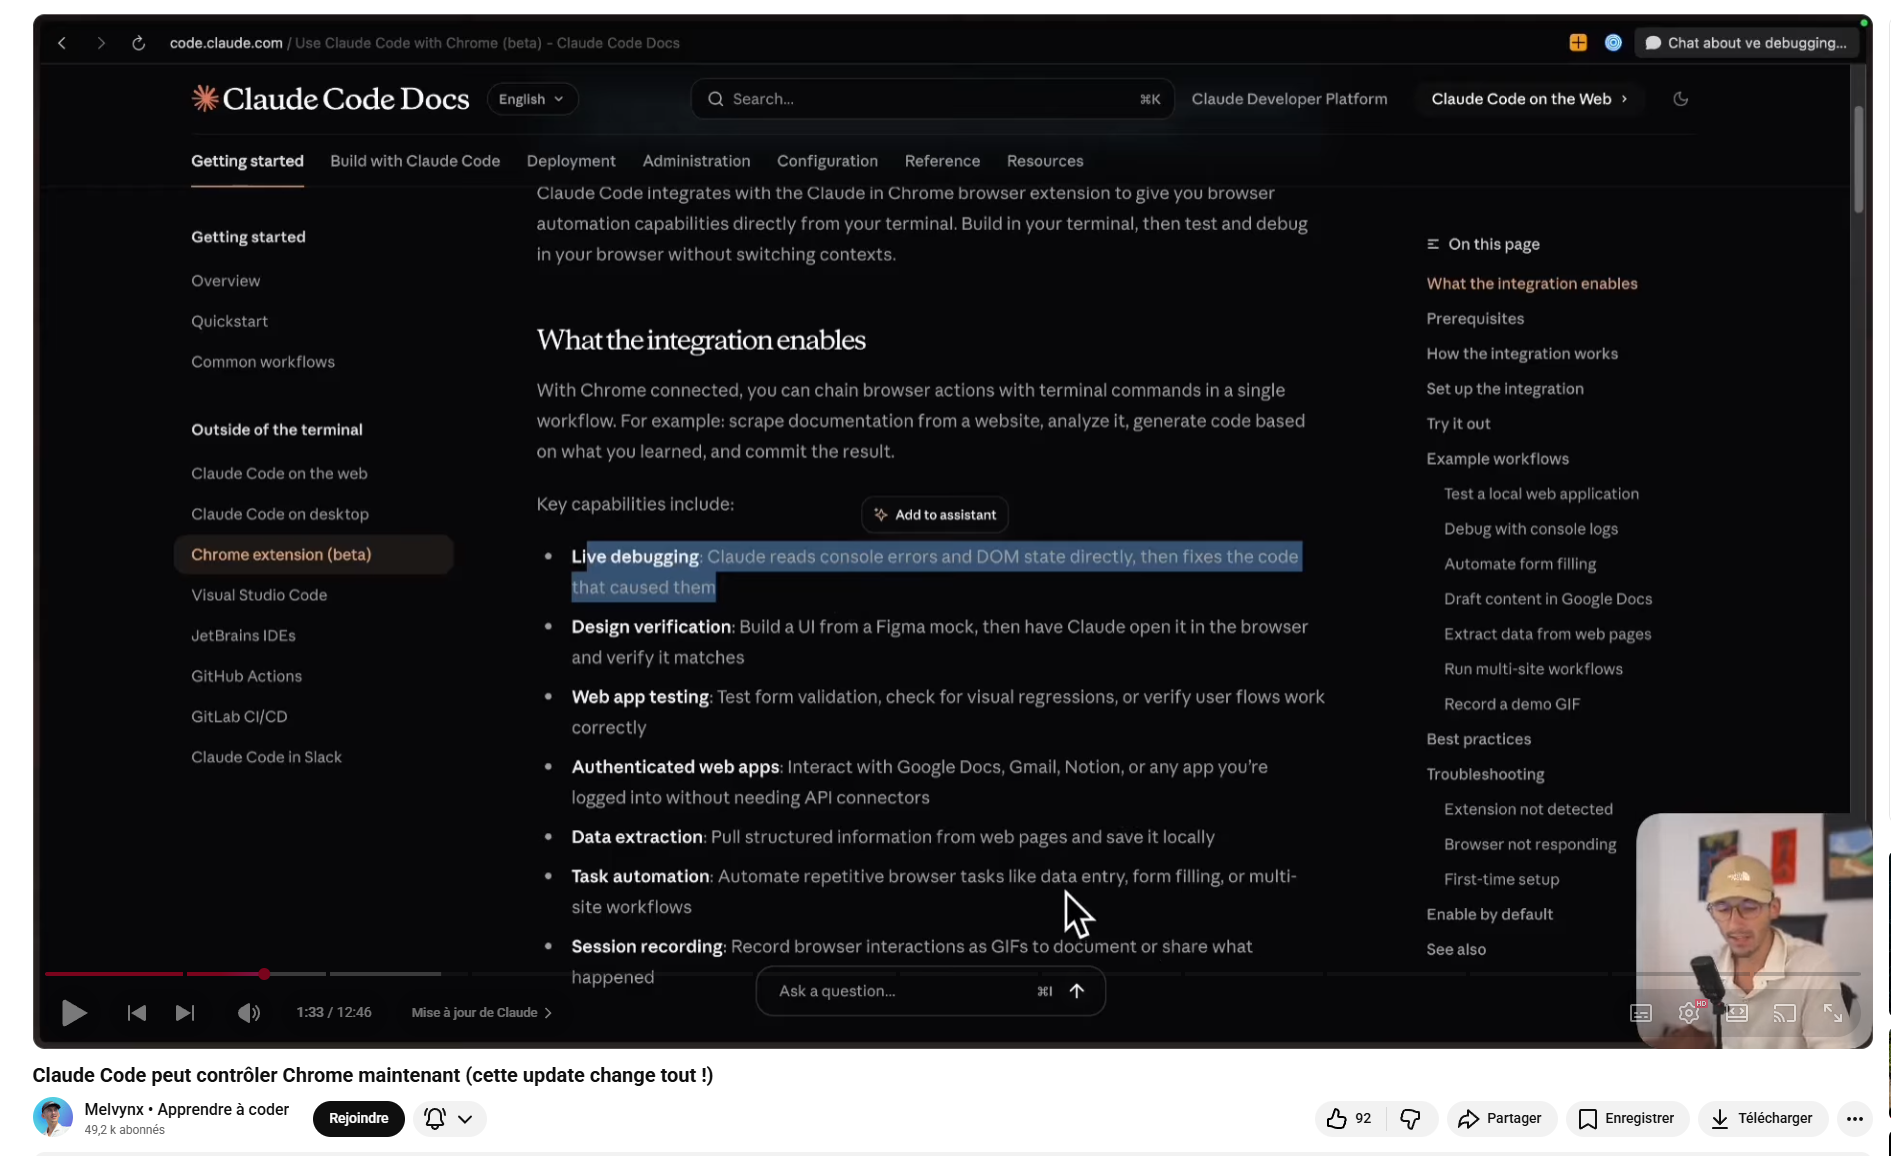 code.claude.com / Use Claude Code with Chrome (beta) - Claude Code Docs
Chat about ve debugging...
Claude Code Docs
English
Search...
⌘K
Claude Developer Platform
Claude Code on the Web
Getting started
Build with Claude Code
Deployment
Administration
Configuration
Reference
Resources
Getting started
Overview
Quickstart
Common workflows
Outside of the terminal
Claude Code on the web
Claude Code on desktop
Chrome extension (beta)
Visual Studio Code
JetBrains IDEs
GitHub Actions
GitLab CI/CD
Claude Code in Slack
Claude Code integrates with the Claude in Chrome browser extension to give you browser
automation capabilities directly from your terminal. Build in your terminal, then test and debug
in your browser without switching contexts.
What the integration enables
With Chrome connected, you can chain browser actions with terminal commands in a single
workflow. For example: scrape documentation from a website, analyze it, generate code based
on what you learned, and commit the result.
Key capabilities include:
Add to assistant
• Live debugging: Claude reads console errors and DOM state directly, then fixes the code
that caused them
• Design verification: Build a UI from a Figma mock, then have Claude open it in the browser
and verify it matches
• Web app testing: Test form validation, check for visual regressions, or verify user flows work
correctly
• Authenticated web apps: Interact with Google Docs, Gmail, Notion, or any app you're
logged into without needing API connectors
• Data extraction: Pull structured information from web pages and save it locally
• Task automation: Automate repetitive browser tasks like data entry, form filling, or multi-
site workflows
• Session recording: Record browser interactions as GIFs to document or share what
happened
Ask a question...
⌘I
On this page
What the integration enables
Prerequisites
How the integration works
Set up the integration
Try it out
Example workflows
Test a local web application
Debug with console logs
Automate form filling
Draft content in Google Docs
Extract data from web pages
Run multi-site workflows
Record a demo GIF
Best practices
Troubleshooting
Extension not detected
Browser not responding
First-time setup
Enable by default
See also
1:33 / 12:46
Mise à jour de Claude
HD
Claude Code peut contrôler Chrome maintenant (cette update change tout !)
Melvynx • Apprendre à coder
49,2 k abonnés
Rejoindre
92
Partager
Enregistrer
Télécharger